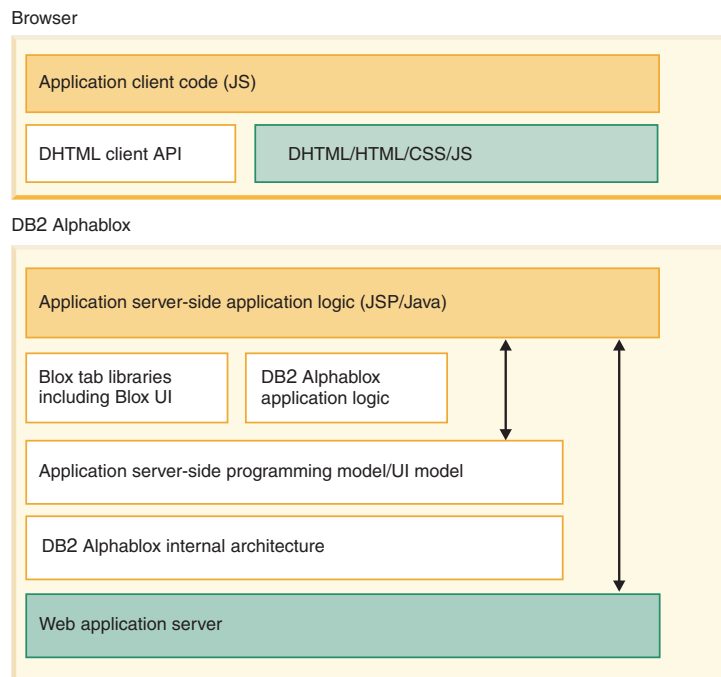 Browser
Application client code (JS)
DHTML client API
DHTML/HTML/CSS/JS
DB2 Alphablox
Application server-side application logic (JSP/Java)
Blox tab libraries
including Blox UI
DB2 Alphablox
application logic
Application server-side programming model/UI model
DB2 Alphablox internal architecture
Web application server